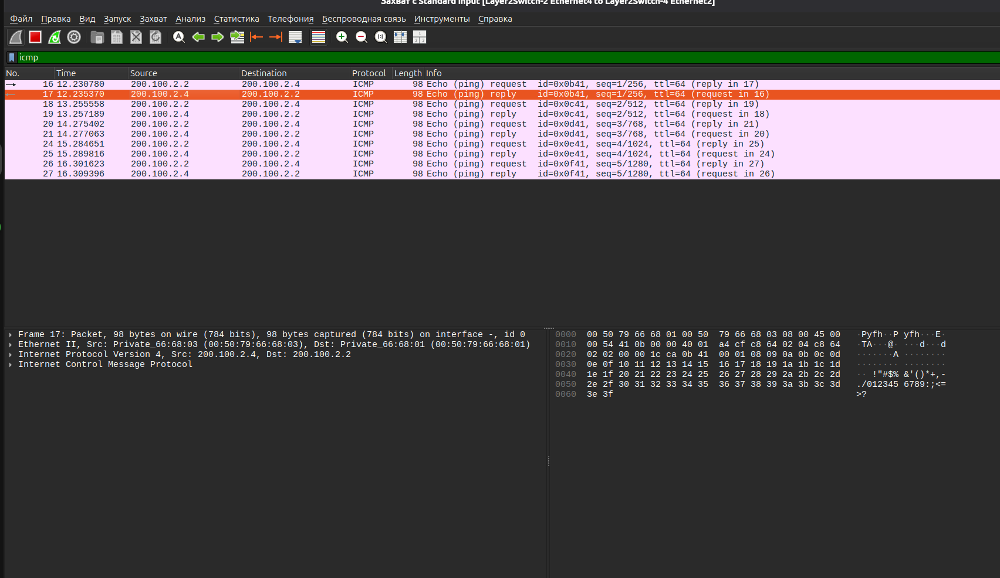 Захват с Standard input [Layer2Switch-2 Ethernet4 to Layer2Switch-4 Ethernet2]
Файл Правка Вид Запуск Захват Анализ Статистика Телефония Беспроводная связь Инструменты Справка
icmp
No. Time Source Destination Protocol Length Info
16 12.230780 200.100.2.2 200.100.2.4 ICMP 98 Echo (ping) request id=0x0b41, seq=1/256, ttl=64 (reply in 17)
17 12.235370 200.100.2.4 200.100.2.2 ICMP 98 Echo (ping) reply id=0x0b41, seq=1/256, ttl=64 (request in 16)
18 13.255558 200.100.2.2 200.100.2.4 ICMP 98 Echo (ping) request id=0x0c41, seq=2/512, ttl=64 (reply in 19)
19 13.257189 200.100.2.4 200.100.2.2 ICMP 98 Echo (ping) reply id=0x0c41, seq=2/512, ttl=64 (request in 18)
20 14.275402 200.100.2.2 200.100.2.4 ICMP 98 Echo (ping) request id=0x0d41, seq=3/768, ttl=64 (reply in 21)
21 14.277063 200.100.2.4 200.100.2.2 ICMP 98 Echo (ping) reply id=0x0d41, seq=3/768, ttl=64 (request in 20)
24 15.284651 200.100.2.2 200.100.2.4 ICMP 98 Echo (ping) request id=0x0e41, seq=4/1024, ttl=64 (reply in 25)
25 15.289816 200.100.2.4 200.100.2.2 ICMP 98 Echo (ping) reply id=0x0e41, seq=4/1024, ttl=64 (request in 24)
26 16.301623 200.100.2.2 200.100.2.4 ICMP 98 Echo (ping) request id=0x0f41, seq=5/1280, ttl=64 (reply in 27)
27 16.309396 200.100.2.4 200.100.2.2 ICMP 98 Echo (ping) reply id=0x0f41, seq=5/1280, ttl=64 (request in 26)
Frame 17: Packet, 98 bytes on wire (784 bits), 98 bytes captured (784 bits) on interface -, id 0
Ethernet II, Src: Private_66:68:03 (00:50:79:66:68:03), Dst: Private_66:68:01 (00:50:79:66:68:01)
Internet Protocol Version 4, Src: 200.100.2.4, Dst: 200.100.2.2
Internet Control Message Protocol
0000 00 50 79 66 68 01 00 50 79 66 68 03 08 00 45 00 ·Pyfh··P yfh···E·
0010 00 54 41 0b 00 00 40 01 a4 cf c8 64 02 04 c8 64 ·TA···@· ···d···d
0020 02 02 00 00 1c ca 0b 41 00 01 08 09 0a 0b 0c 0d ·······A ········
0030 0e 0f 10 11 12 13 14 15 16 17 18 19 1a 1b 1c 1d ········ ········
0040 1e 1f 20 21 22 23 24 25 26 27 28 29 2a 2b 2c 2d ·· !"#$% &'()*+,-
0050 2e 2f 30 31 32 33 34 35 36 37 38 39 3a 3b 3c 3d ./012345 6789:;<=
0060 3e 3f >?